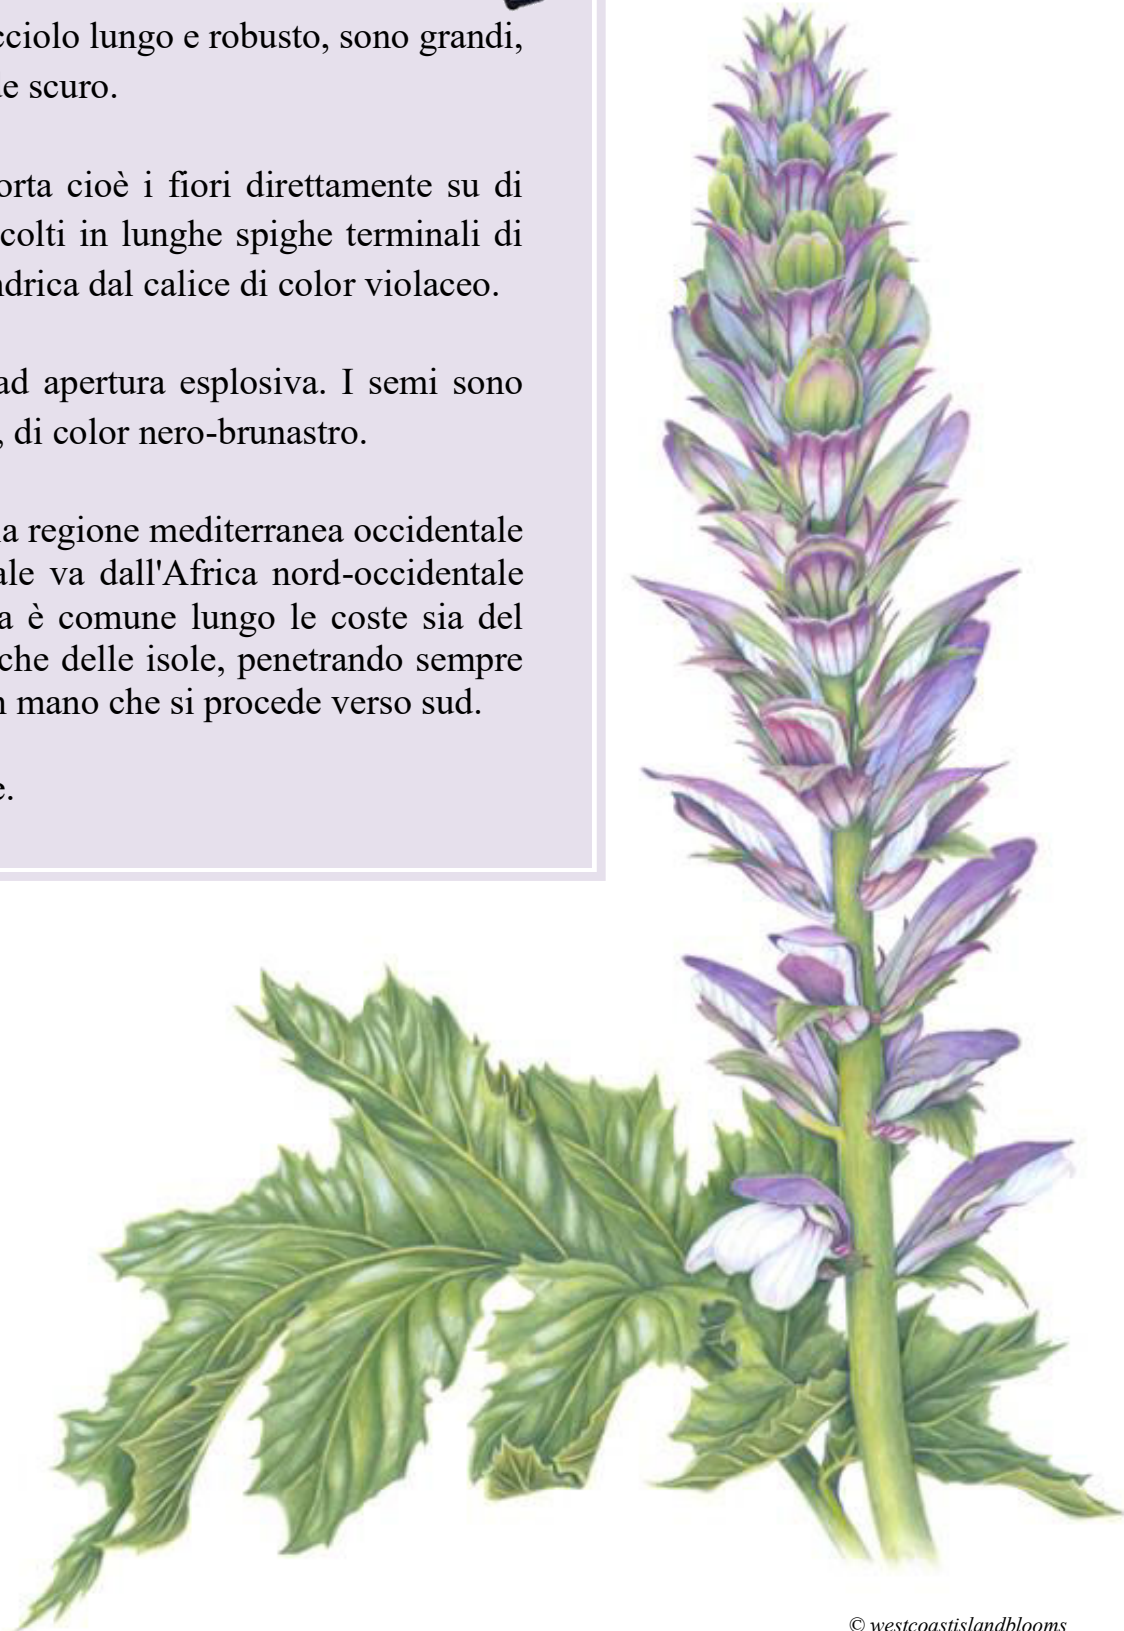 cciolo lungo e robusto, sono grandi,
e scuro.
orta cioè i fiori direttamente su di
colti in lunghe spighe terminali di
ndrica dal calice di color violaceo.
ad apertura esplosiva. I semi sono
, di color nero-brunastro.
a regione mediterranea occidentale
ale va dall'Africa nord-occidentale
a è comune lungo le coste sia del
che delle isole, penetrando sempre
n mano che si procede verso sud.
e.
© westcoastislandblooms